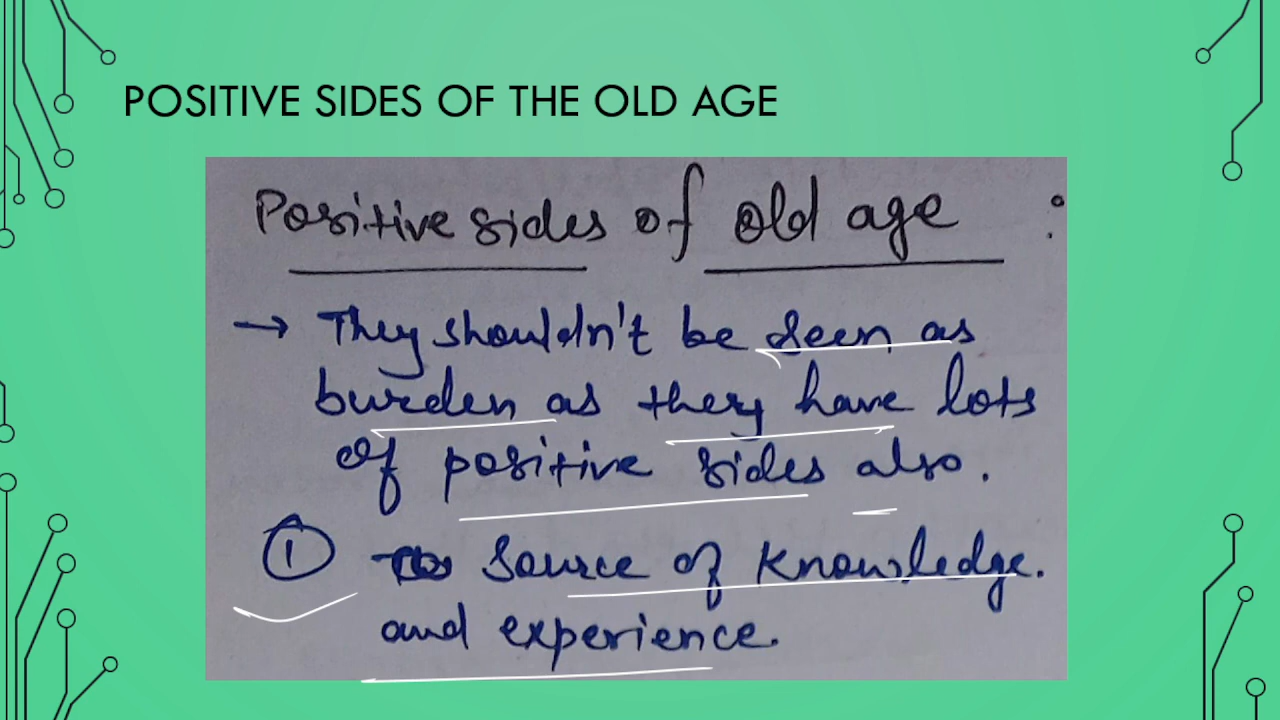 POSITIVE SIDES OF THE OLD AGE
Positive sides of old age :
→ They shouldn't be seen as
burden as they have lots
of positive sides also.
① source of knowledge.
and experience.